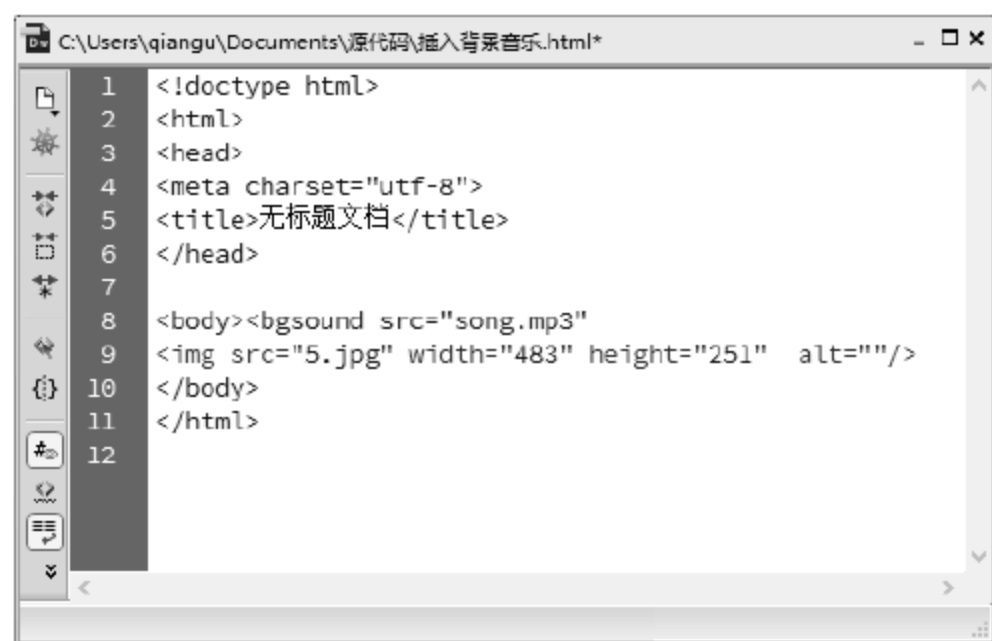 Dw C:\Users\qiangu\Documents\源代码\插入背景音乐.html*
1 <!doctype html>
2 <html>
3 <head>
4 <meta charset="utf-8">
5 <title>无标题文档</title>
6 </head>
7
8 <body><bgsound src="song.mp3"
9 <img src="5.jpg" width="483" height="251"  alt=""/>
10 </body>
11 </html>
12